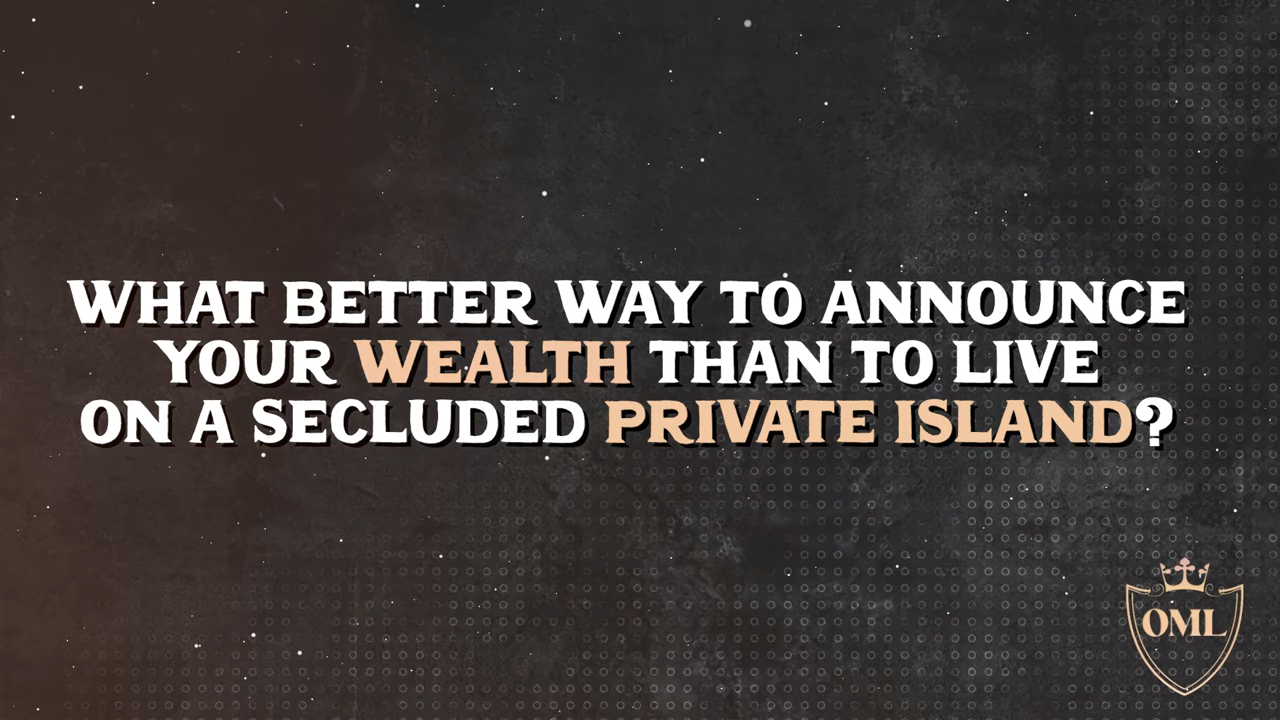 WHAT BETTER WAY TO ANNOUNCE
YOUR WEALTH THAN TO LIVE
ON A SECLUDED PRIVATE ISLAND?
OML